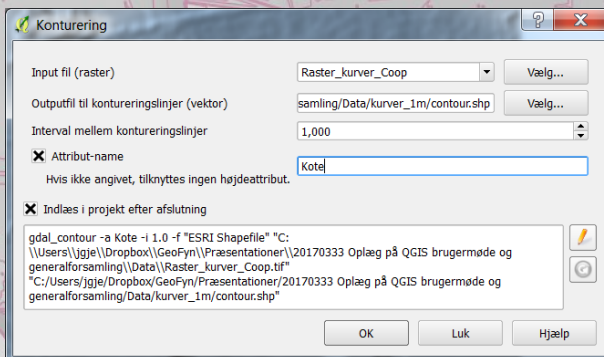 Konturering
Input fil (raster)
Raster_kurver_Coop
Vælg...
Outputfil til kontureringslinjer (vektor)
samling/Data/kurver_1m/contour.shp
Vælg...
Interval mellem kontureringslinjer
1,000
Attribut-name
Hvis ikke angivet, tilknyttes ingen højdeattribut.
Kote
Indlæs i projekt efter afslutning
gdal_contour -a Kote -i 1.0 -f "ESRI Shapefile" "C:
\\Users\\jgje\\Dropbox\\GeoFyn\\Præsentationer\\20170333 Oplæg på QGIS brugermøde og
generalforsamling\\Data\\Raster_kurver_Coop.tif"
"C:/Users/jgje/Dropbox/GeoFyn/Præsentationer/20170333 Oplæg på QGIS brugermøde og
generalforsamling/Data/kurver_1m/contour.shp"
OK
Luk
Hjælp